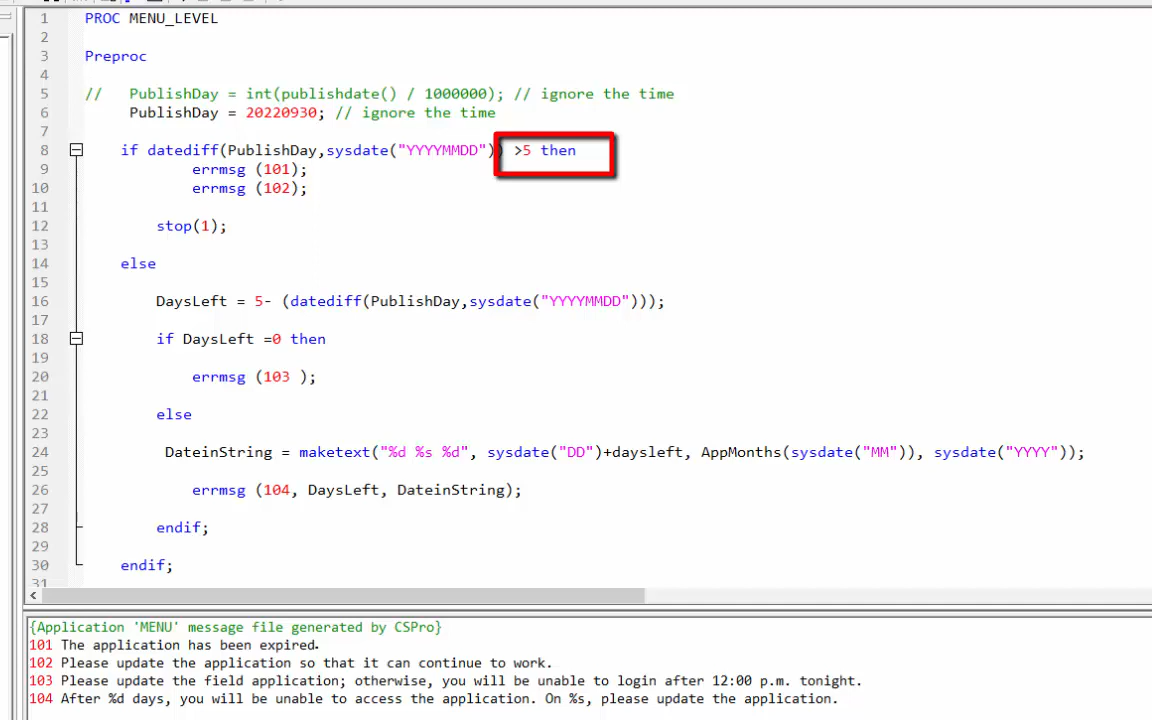 1 PROC MENU_LEVEL
2
3 Preproc
4
5 // PublishDay = int(publishdate() / 1000000); // ignore the time
6 PublishDay = 20220930; // ignore the time
7
8 if datediff(PublishDay,sysdate("YYYYMMDD")) >5 then
9 errmsg (101);
10 errmsg (102);
11
12 stop(1);
13
14 else
15
16 DaysLeft = 5- (datediff(PublishDay,sysdate("YYYYMMDD")));
17
18 if DaysLeft =0 then
19
20 errmsg (103 );
21
22 else
23
24 DateinString = maketext("%d %s %d", sysdate("DD")+daysleft, AppMonths(sysdate("MM")), sysdate("YYYY"));
25
26 errmsg (104, DaysLeft, DateinString);
27
28 endif;
29
30 endif;
31
{Application 'MENU' message file generated by CSPro}
101 The application has been expired.
102 Please update the application so that it can continue to work.
103 Please update the field application; otherwise, you will be unable to login after 12:00 p.m. tonight.
104 After %d days, you will be unable to access the application. On %s, please update the application.